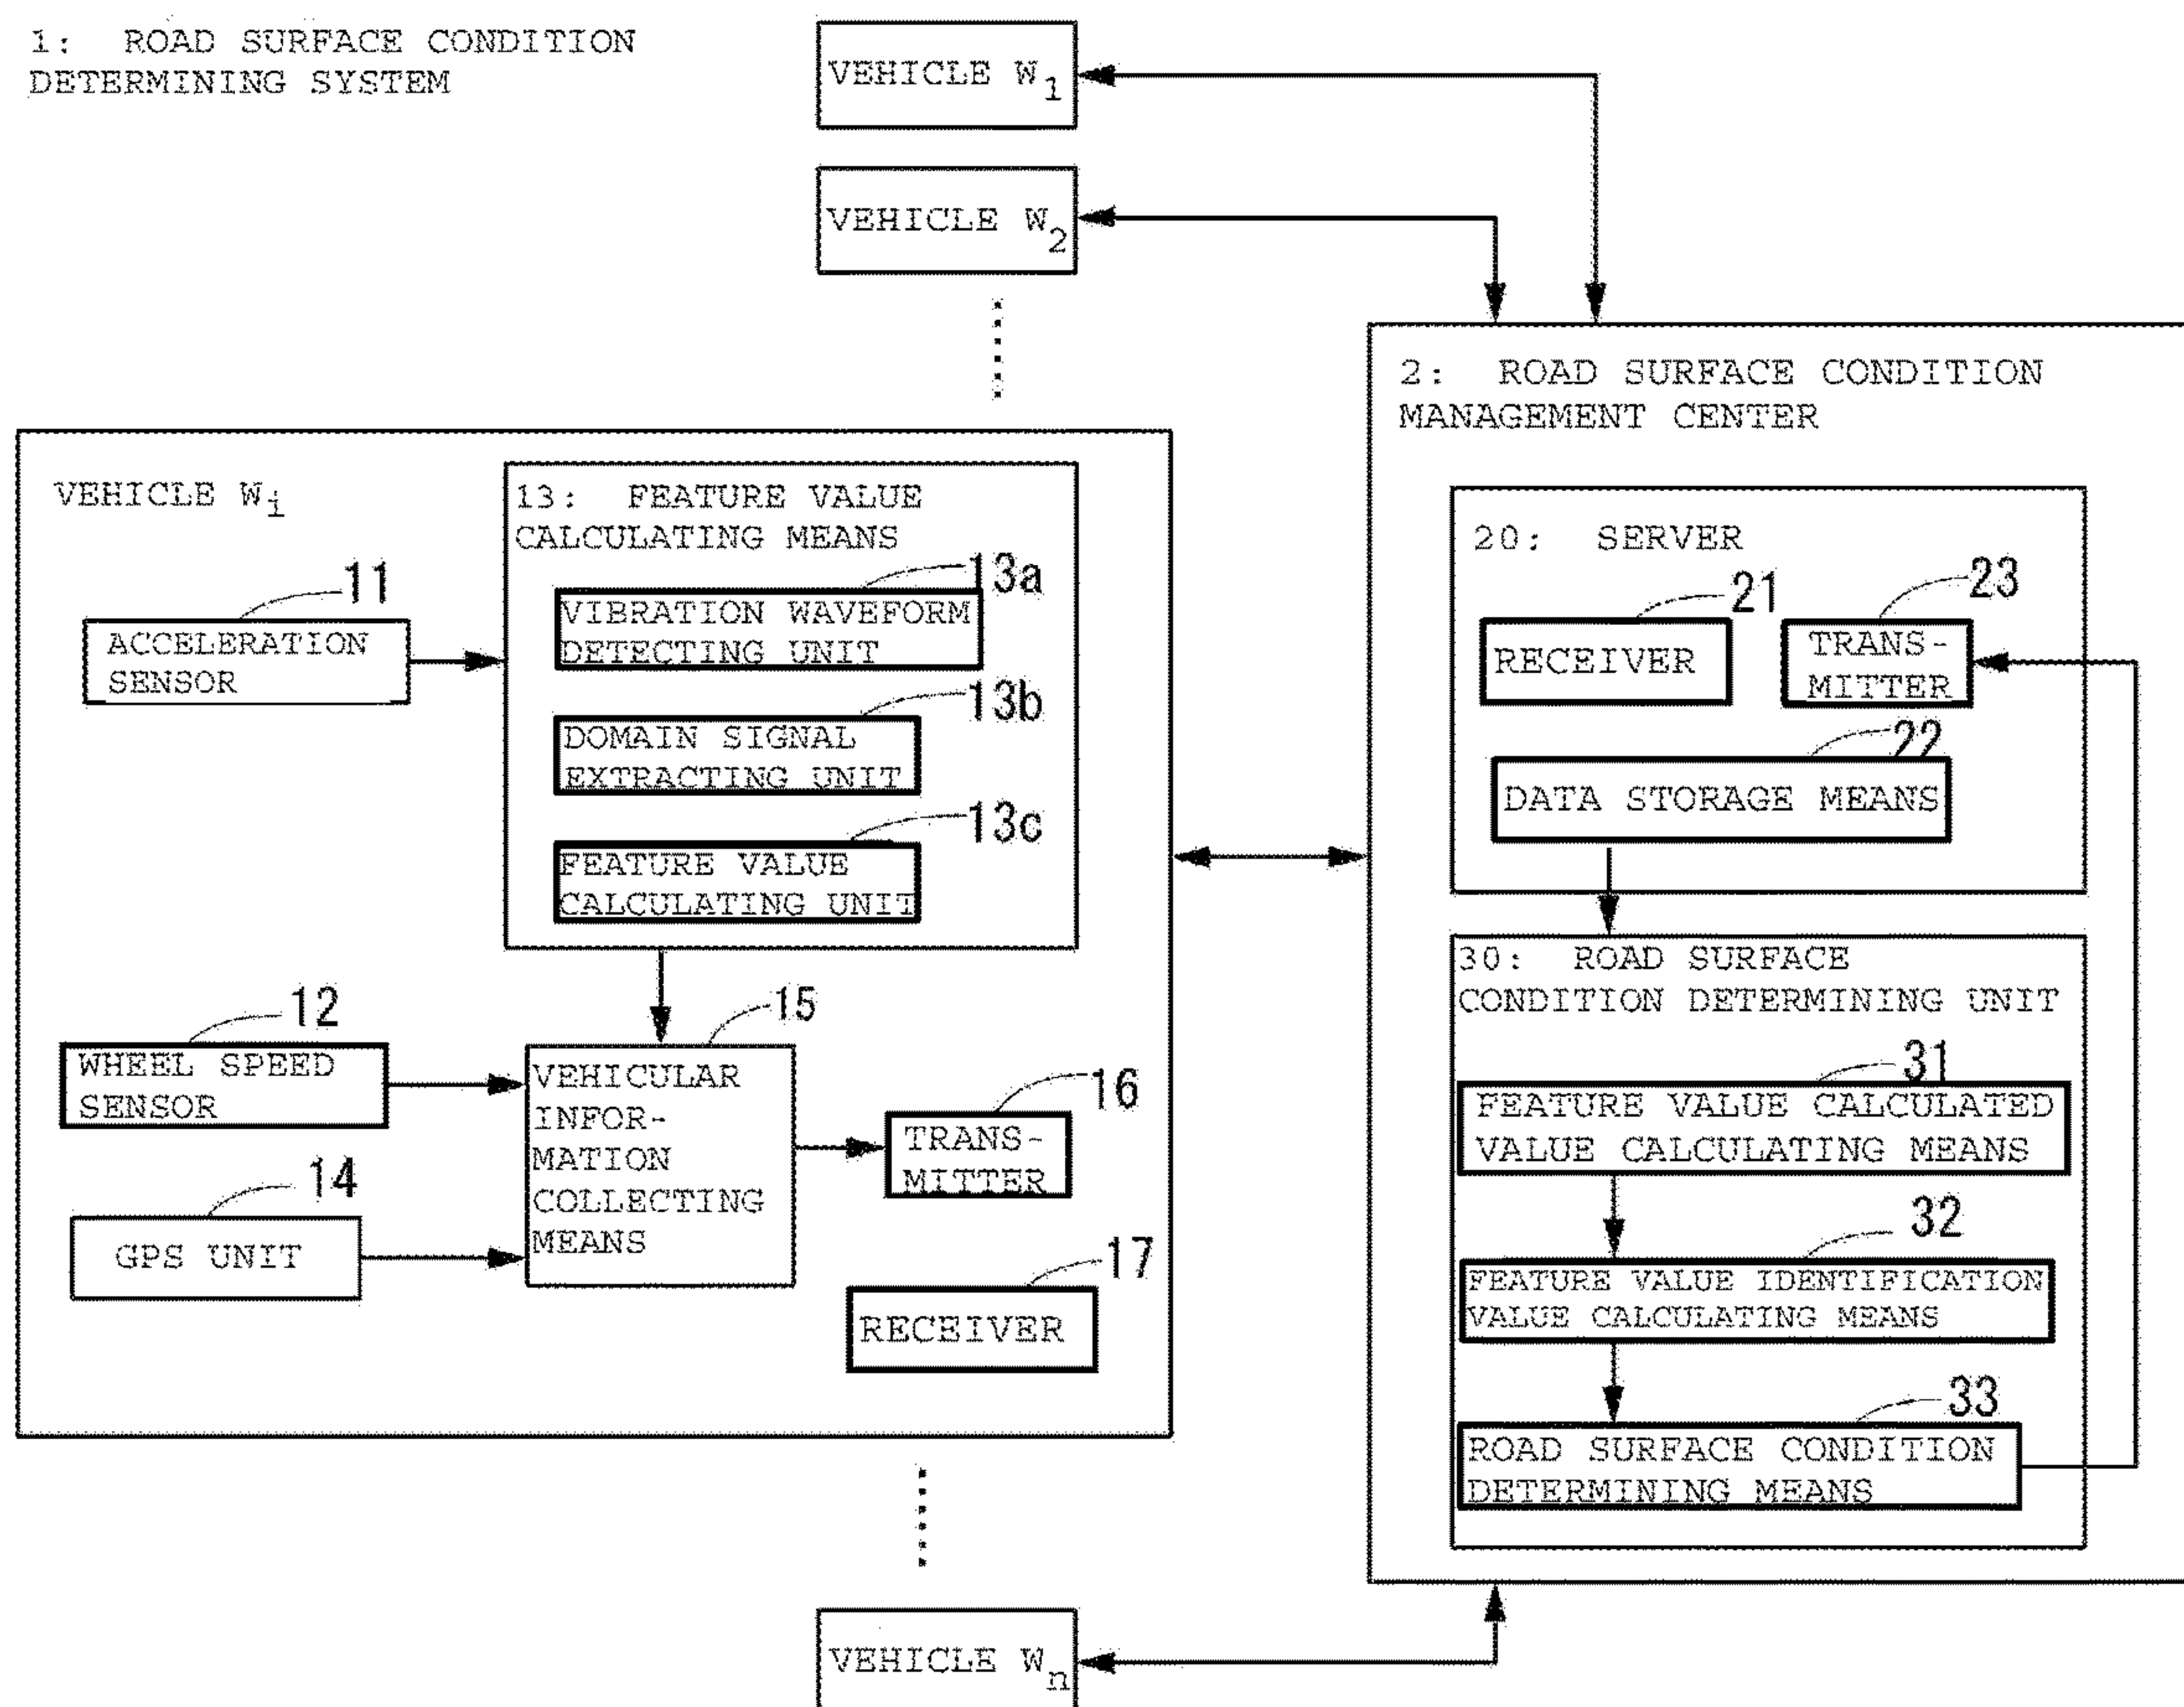 1: ROAD SURFACE CONDITION
DETERMINING SYSTEM
VEHICLE W1
VEHICLE W2
VEHICLE Wi
11
ACCELERATION
SENSOR
13: FEATURE VALUE
CALCULATING MEANS
13a
VIBRATION WAVEFORM
DETECTING UNIT
13b
DOMAIN SIGNAL
EXTRACTING UNIT
13c
FEATURE VALUE
CALCULATING UNIT
12
WHEEL SPEED
SENSOR
14
GPS UNIT
15
VEHICULAR
INFOR-
MATION
COLLECTING
MEANS
16
TRANS-
MITTER
17
RECEIVER
2: ROAD SURFACE CONDITION
MANAGEMENT CENTER
20: SERVER
21
RECEIVER
23
TRANS-
MITTER
22
DATA STORAGE MEANS
30: ROAD SURFACE
CONDITION DETERMINING UNIT
31
FEATURE VALUE CALCULATED
VALUE CALCULATING MEANS
32
FEATURE VALUE IDENTIFICATION
VALUE CALCULATING MEANS
33
ROAD SURFACE CONDITION
DETERMINING MEANS
VEHICLE Wn